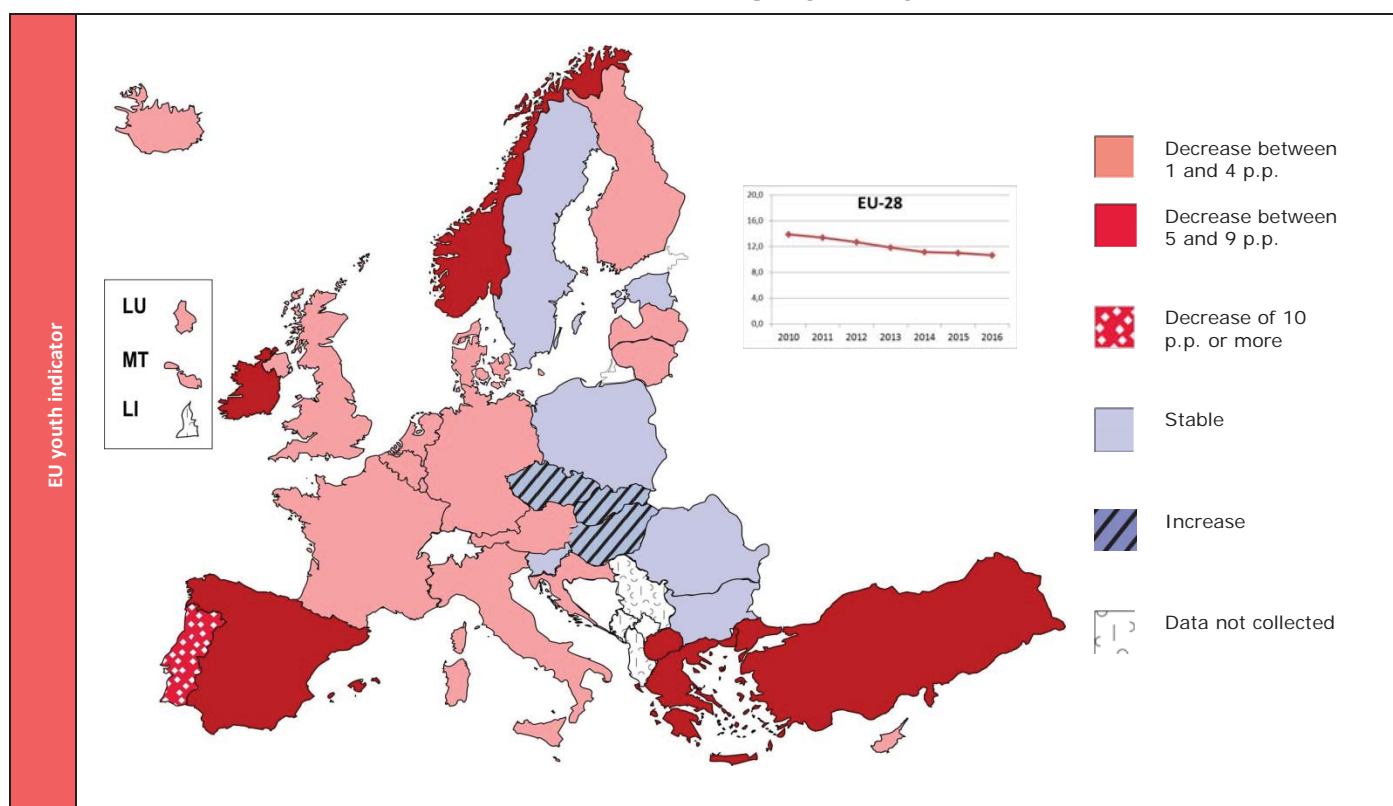 EU youth indicator
LU
MT
LI
EU-28
20,0
16,0
12,0
8,0
4,0
0,0
2010 2011 2012 2013 2014 2015 2016
Decrease between
1 and 4 p.p.
Decrease between
5 and 9 p.p.
Decrease of 10
p.p. or more
Stable
Increase
Data not collected